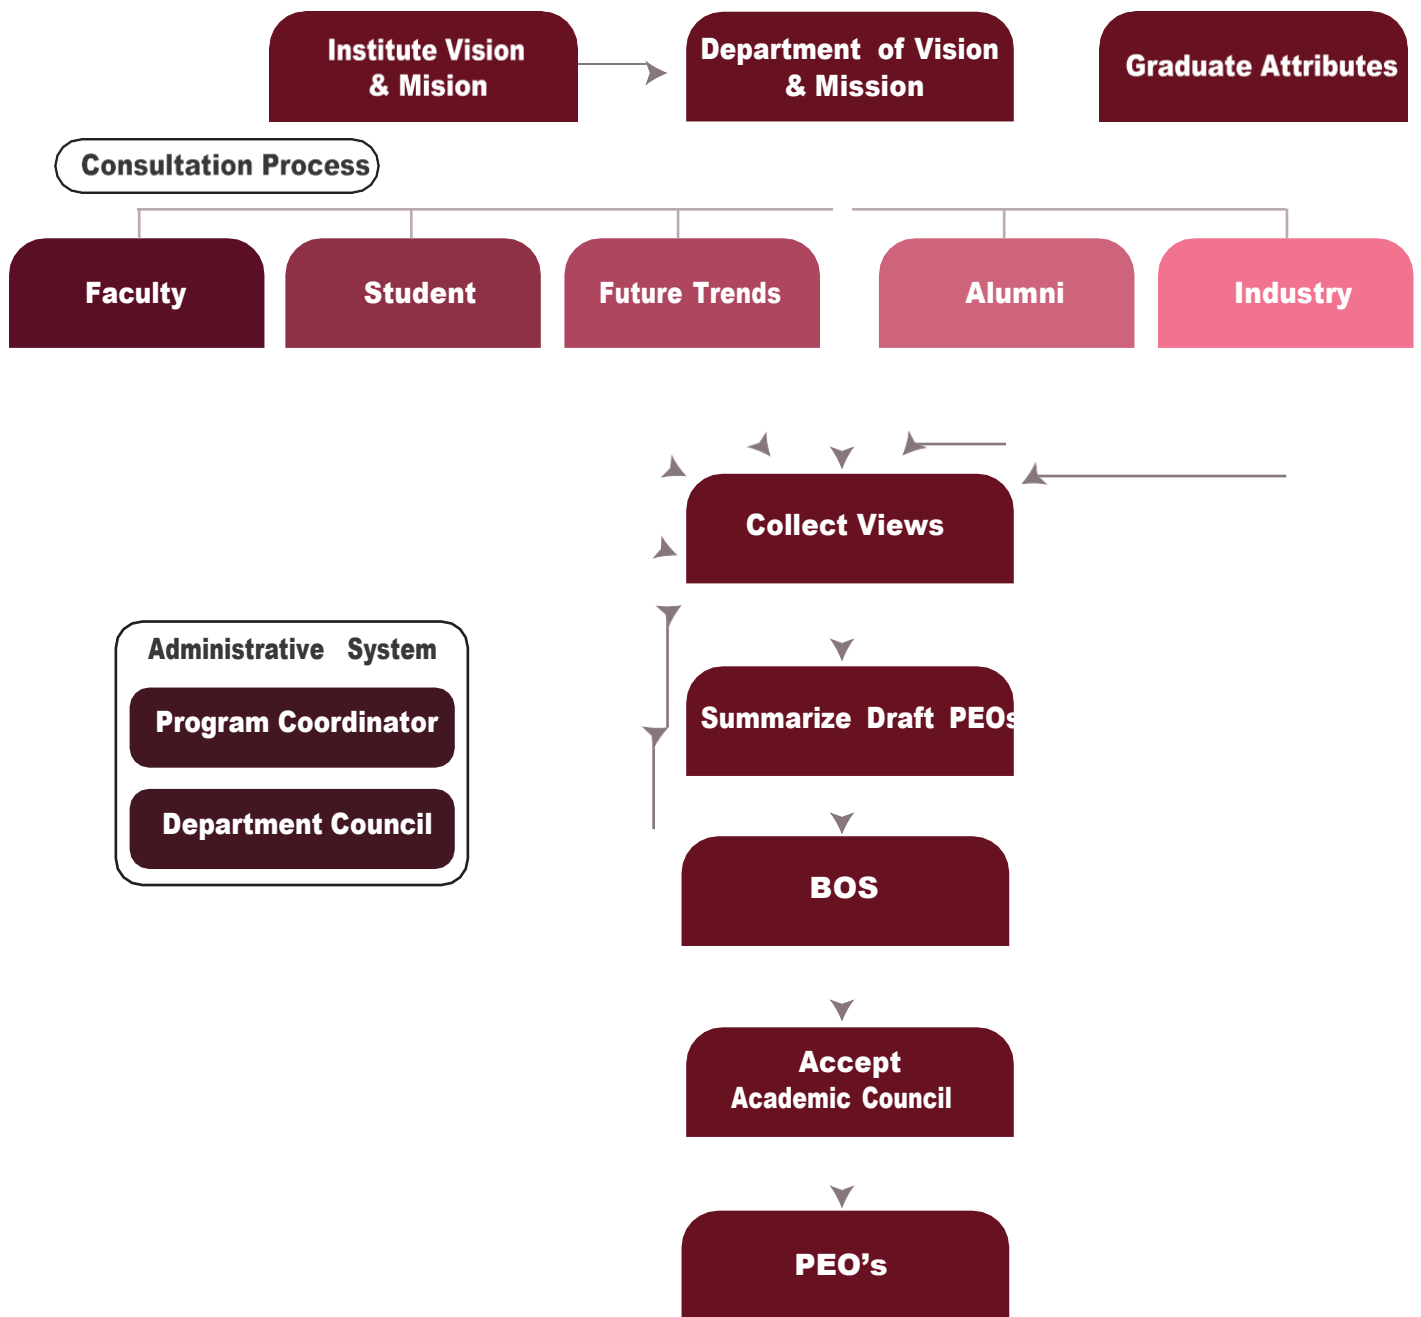 Institute Vision
& Mision
Department of Vision
& Mission
Graduate Attributes
Consultation Process
Faculty
Student
Future Trends
Alumni
Industry
Collect Views
Administrative System
Program Coordinator
Department Council
Summarize Draft PEOs
BOS
Accept
Academic Council
PEO’s